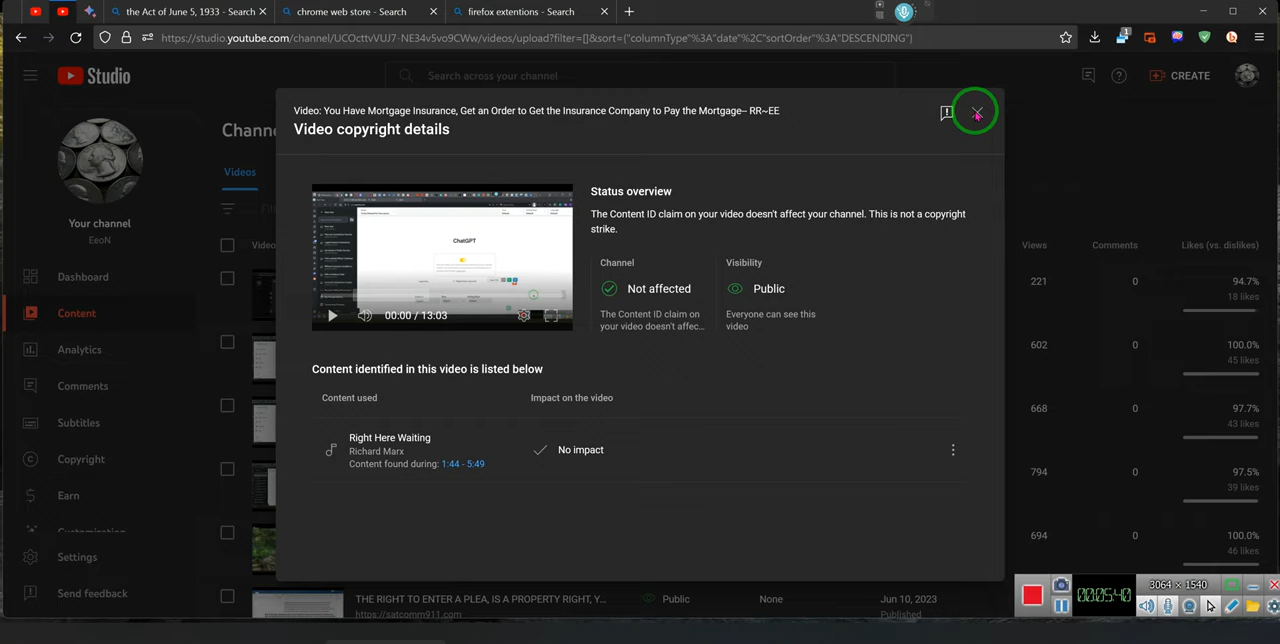 the Act of June 5, 1933 - Search
chrome web store - Search
firefox extentions - Search
1
https://studio.youtube.com/channel/UCOcttvVUJ7-NE34v5vo9CWw/videos/upload?filter=[]&sort={"columnType"%3A"date"%2C"sortOrder"%3A"DESCENDING"}
Studio
Search across your channel
CREATE
Video: You Have Mortgage Insurance, Get an Order to Get the Insurance Company to Pay the Mortgage-- RR~EE
Video copyright details
Your channel
EeoN
Dashboard
Content
Analytics
Comments
Subtitles
Copyright
Earn
Customization
Settings
Send feedback
Videos
ChatGPT
00:00 / 13:03
Status overview
The Content ID claim on your video doesn't affect your channel. This is not a copyright
strike.
Channel
Visibility
Not affected
Public
The Content ID claim on
your video doesn't affec...
Everyone can see this
video
Content identified in this video is listed below
Content used
Impact on the video
Right Here Waiting
Richard Marx
Content found during: 1:44 - 5:49
No impact
Views
Comments
Likes (vs. dislikes)
221
0
94.7%
18 likes
602
0
100.0%
45 likes
668
0
97.7%
43 likes
794
0
97.5%
39 likes
694
0
100.0%
46 likes
THE RIGHT TO ENTER A PLEA, IS A PROPERTY RIGHT, Y...
https://satcomm911.com/
Public
None
Jun 10, 2023
Published
00:05:40
3064 × 1540